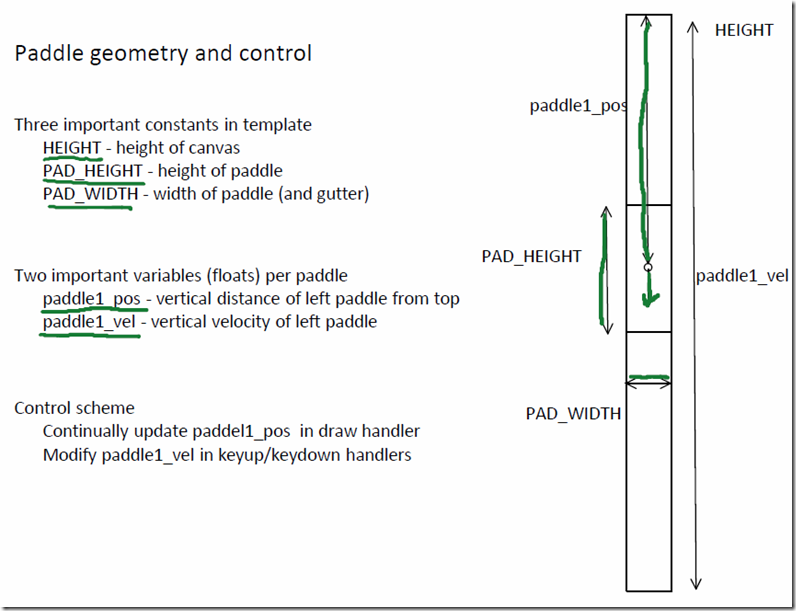 Paddle geometry and control
Three important constants in template
HEIGHT - height of canvas
PAD_HEIGHT - height of paddle
PAD_WIDTH - width of paddle (and gutter)
Two important variables (floats) per paddle
paddle1_pos - vertical distance of left paddle from top
paddle1_vel - vertical velocity of left paddle
Control scheme
Continually update paddel1_pos in draw handler
Modify paddle1_vel in keyup/keydown handlers
HEIGHT
paddle1_pos
PAD_HEIGHT
paddle1_vel
PAD_WIDTH